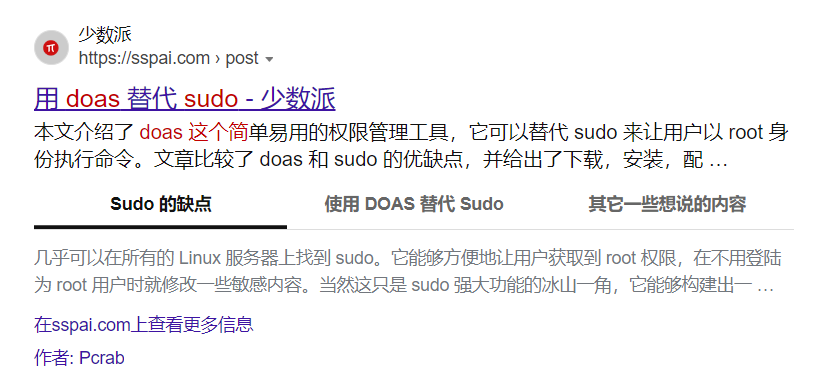 少数派
https://sspai.com › post
用 doas 替代 sudo - 少数派
本文介绍了 doas 这个简单易用的权限管理工具，它可以替代 sudo 来让用户以 root 身
份执行命令。文章比较了 doas 和 sudo 的优缺点，并给出了下载，安装，配 …
Sudo 的缺点 使用 DOAS 替代 Sudo 其它一些想说的内容
几乎可以在所有的 Linux 服务器上找到 sudo。它能够方便地让用户获取到 root 权限，在不用登陆
为 root 用户时就修改一些敏感内容。当然这只是 sudo 强大功能的冰山一角，它能够构建出一 …
在sspai.com上查看更多信息
作者: Pcrab